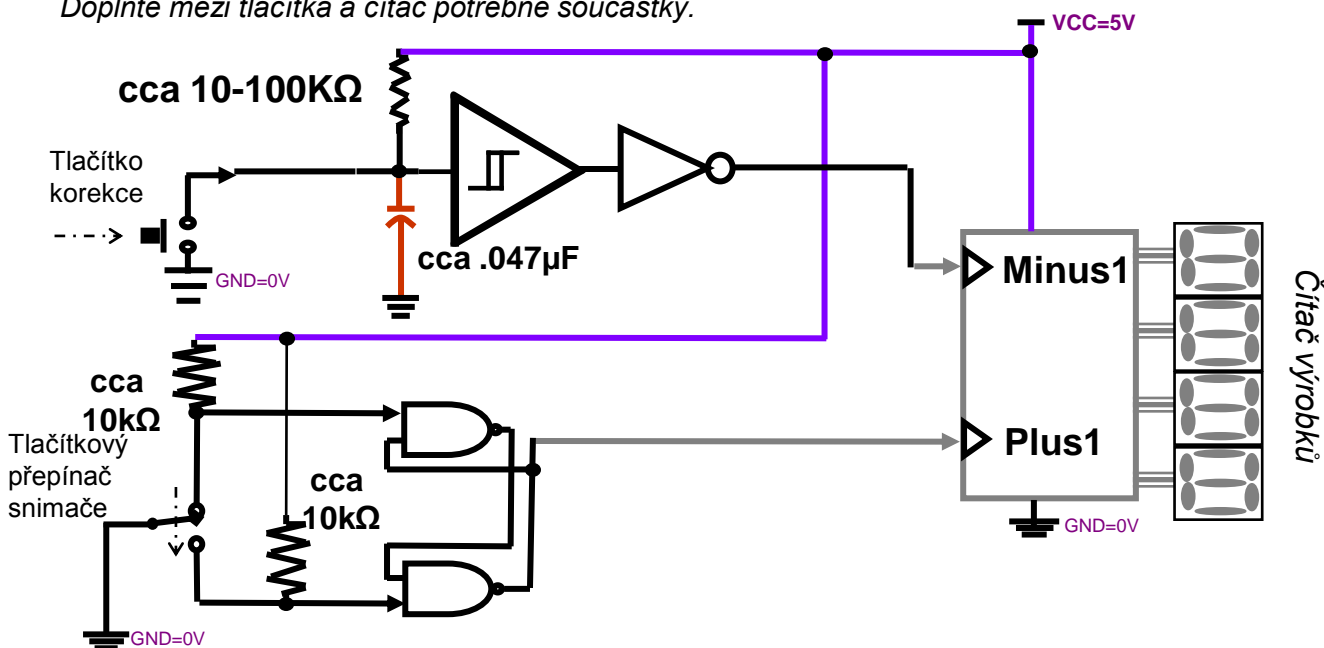 Doplňte mezi tlačítka a čítač potřebné součástky.
VCC=5V
cca 10-100KΩ
Tlačítko
korekce
GND=0V
cca .047µF
Minus1
Čítač výrobků
cca
10kΩ
Tlačítkový
přepínač
snimače
cca
10kΩ
Plus1
GND=0V
GND=0V